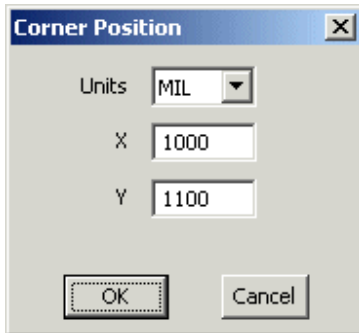 Corner Position
Units MIL
X 1000
Y 1100
OK Cancel